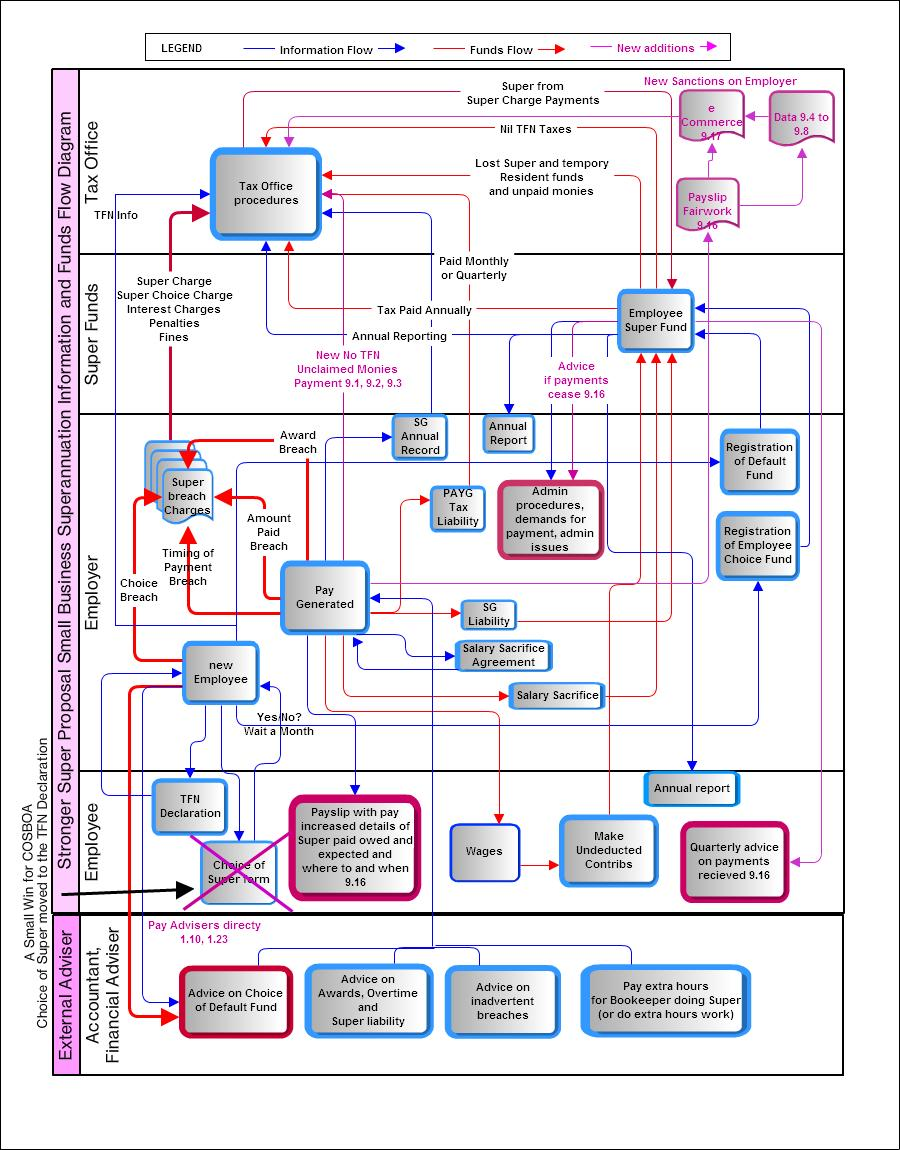 LEGEND
Information Flow
Funds Flow
New additions
Stronger Super Proposal Small Business Superannuation Information and Funds Flow Diagram
External Adviser
A Small Win for COSBOA
Choice of Super moved to the TFN Declaration
Tax Office
Super from
Super Charge Payments
New Sanctions on Employer
e
Commerce
9.17
Data 9.4 to
9.8
Nil TFN Taxes
Tax Office
procedures
Lost Super and tempory
Resident funds
and unpaid monies
Payslip
Fairwork
9.16
TFN Info
Super Funds
Paid Monthly
or Quarterly
Super Charge
Super Choice Charge
Interest Charges
Penalties
Fines
Tax Paid Annually
Employee
Super Fund
Annual Reporting
New No TFN
Unclaimed Monies
Payment 9.1, 9.2, 9.3
Advice
if payments
cease 9.16
Employer
Award
Breach
SG
Annual
Record
Annual
Report
Registration
of Default
Fund
Super
breach
Charges
PAYG
Tax
Liability
Admin
procedures,
demands for
payment, admin
issues
Amount
Paid
Breach
Registration
of Employee
Choice Fund
Timing of
Payment
Breach
Choice
Breach
Pay
Generated
SG
Liability
Salary Sacrifice
Agreement
new
Employee
Salary Sacrifice
Yes/No?
Wait a Month
Employee
TFN
Declaration
Annual report
Payslip with pay
increased details of
Super paid owed and
expected and
where to and when
9.16
Wages
Make
Undeducted
Contribs
Quarterly advice
on payments
recieved 9.16
Choice of
Super form
Accountant,
Financial Adviser
Pay Advisers directy
1.10, 1.23
Advice on Choice
of Default Fund
Advice on
Awards, Overtime
and
Super liability
Advice on
inadvertent
breaches
Pay extra hours
for Bookeeper doing Super
(or do extra hours work)